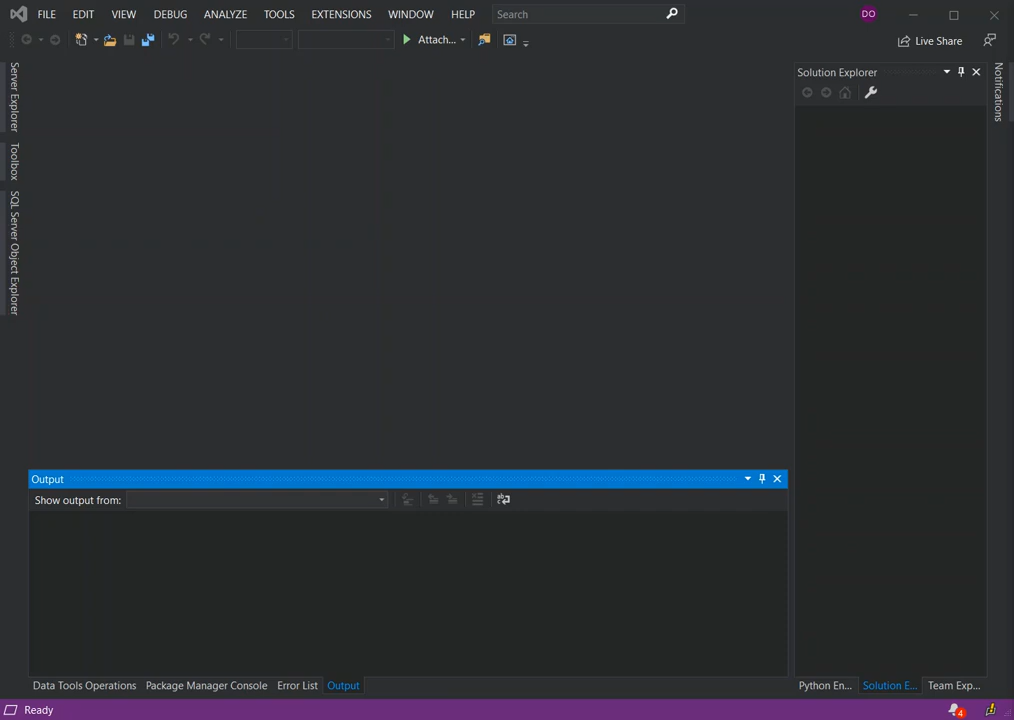 FILE EDIT VIEW DEBUG ANALYZE TOOLS EXTENSIONS WINDOW HELP Search DO
Attach... Live Share
Server Explorer
Toolbox
SQL Server Object Explorer
Solution Explorer
Notifications
Output
Show output from:
Data Tools Operations Package Manager Console Error List Output
Python En... Solution E... Team Exp...
Ready 4